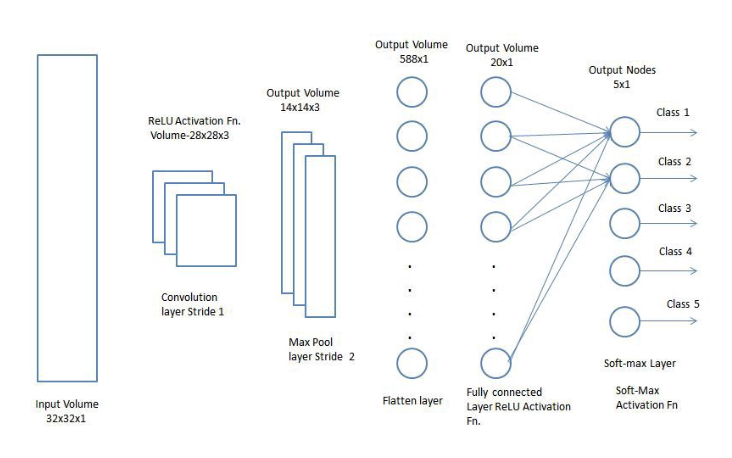 Output Volume
588x1
Output Volume
20x1
Output Nodes
5x1
Output Volume
14x14x3
ReLU Activation Fn.
Volume-28x28x3
Class 1
Class 2
Class 3
Class 4
Class 5
Convolution
layer Stride 1
Max Pool
layer Stride 2
Soft-max Layer
Input Volume
32x32x1
Flatten layer
Fully connected
Layer ReLU Activation
Fn.
Soft-Max
Activation Fn